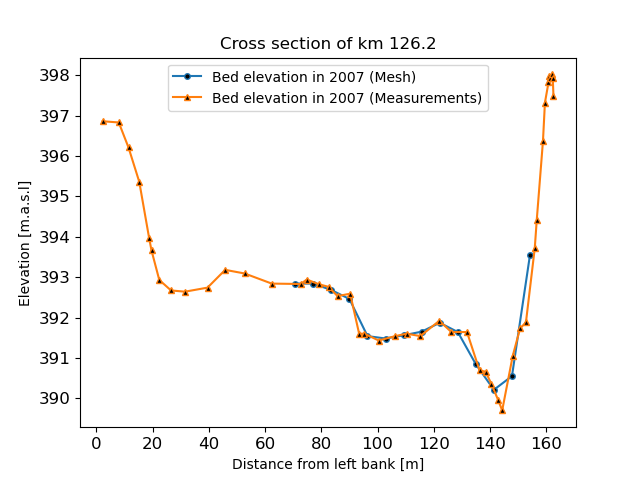 Cross section of km 126.2
Bed elevation in 2007 (Mesh)
Bed elevation in 2007 (Measurements)
Elevation [m.a.s.l]
398
397
396
395
394
393
392
391
390
0 20 40 60 80 100 120 140 160
Distance from left bank [m]